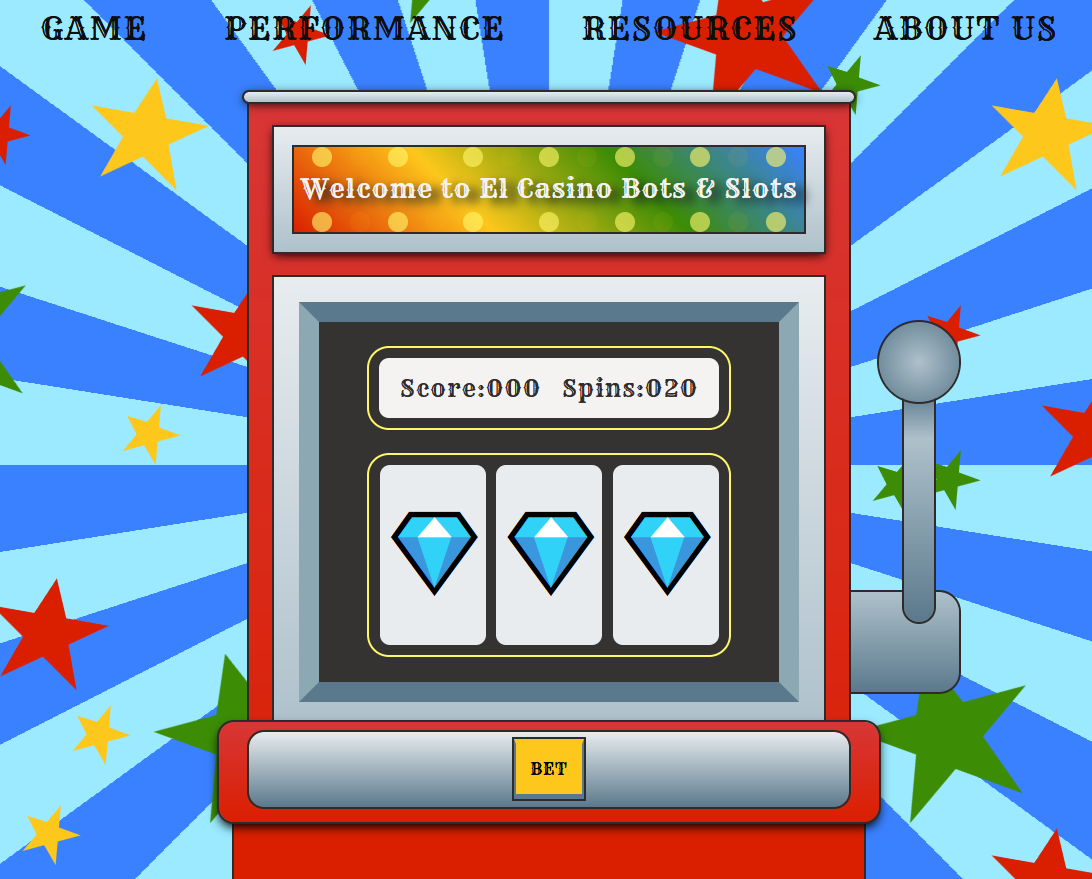 GAME PERFORMANCE RESOURCES ABOUT US
Welcome to El Casino Bots & Slots
Score:000 Spins:020
BET